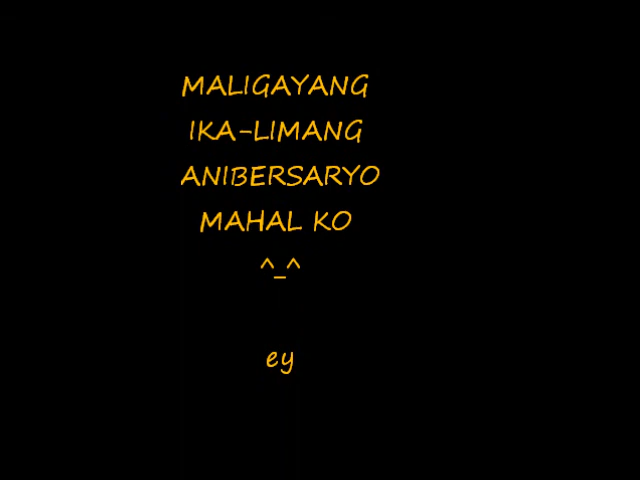 MALIGAYANG
IKA-LIMANG
ANIBERSARYO
MAHAL KO
^_^
ey